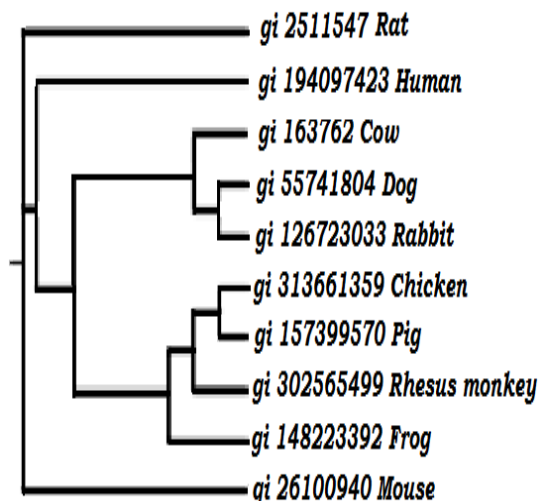 gi 2511547 Rat
gi 194097423 Human
gi 163762 Cow
gi 55741804 Dog
gi 126723033 Rabbit
gi 313661359 Chicken
gi 157399570 Pig
gi 302565499 Rhesus monkey
gi 148223392 Frog
gi 26100940 Mouse